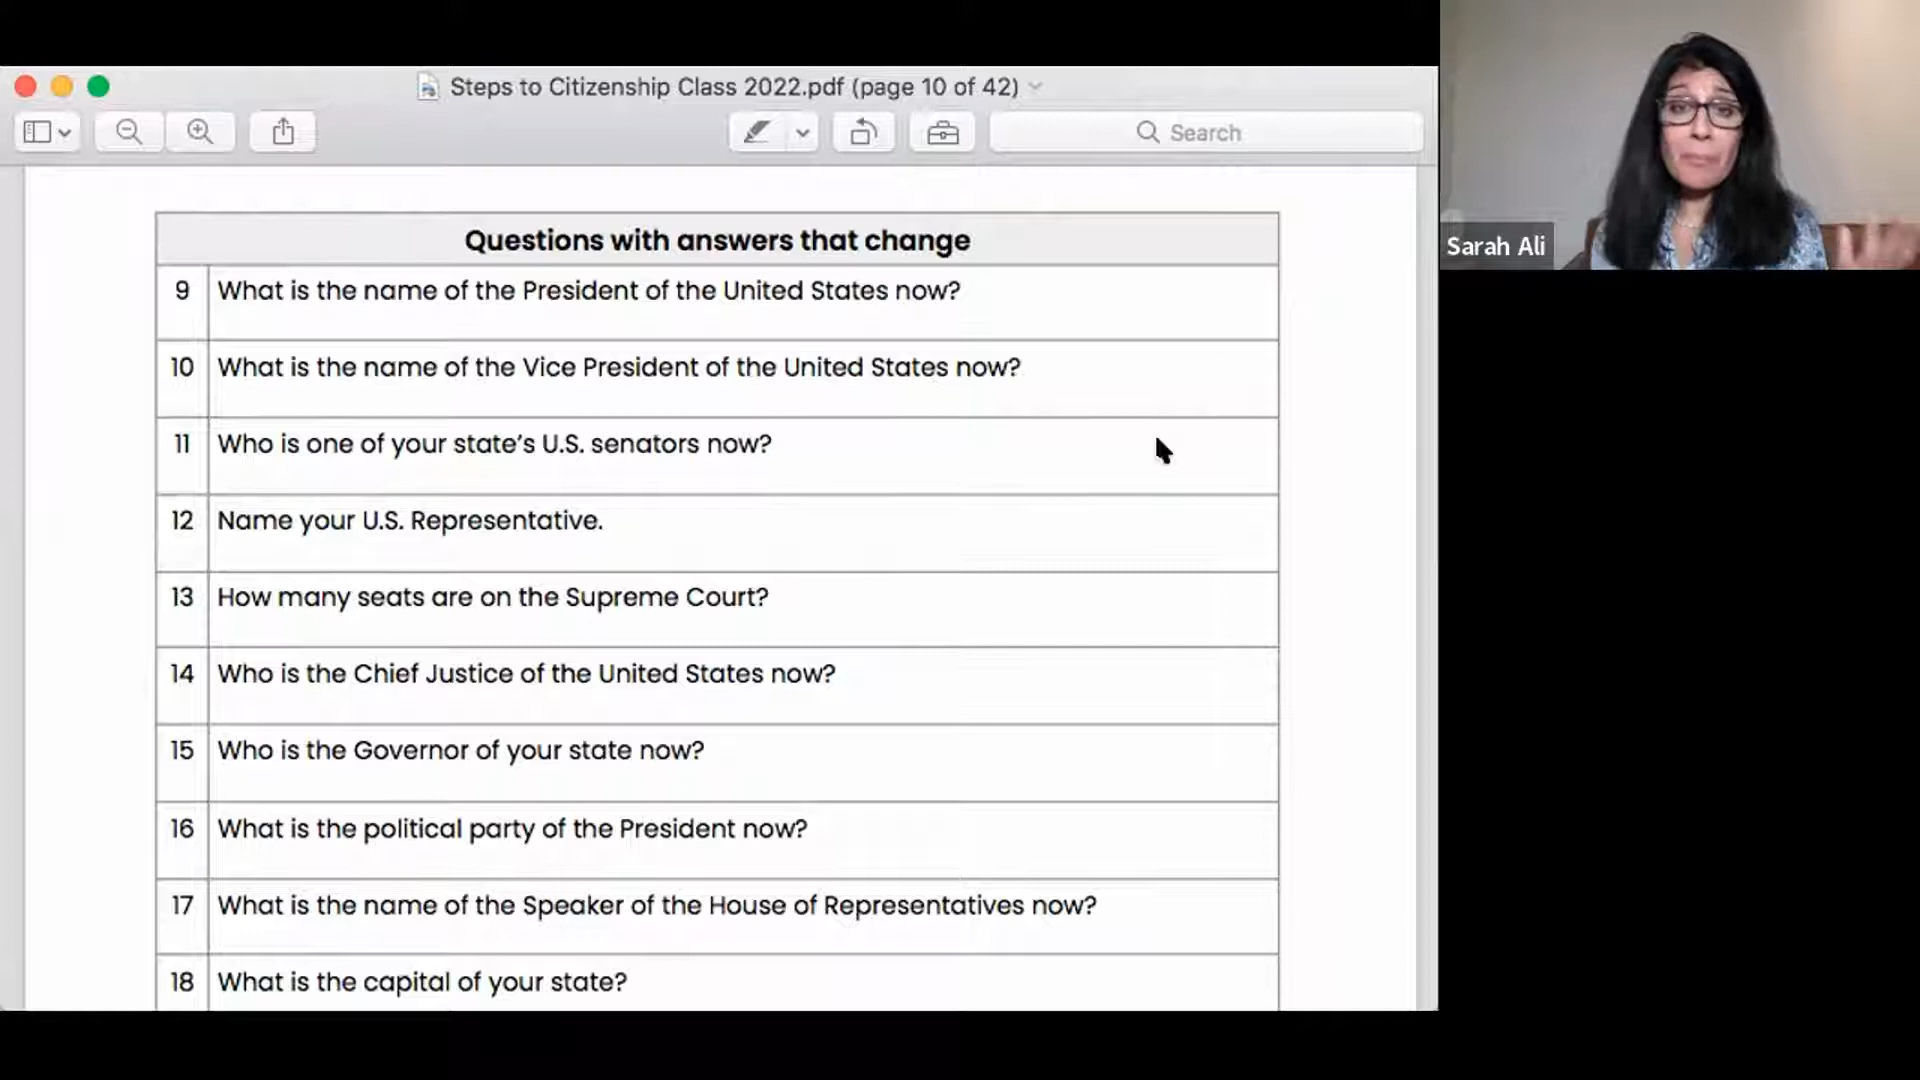 Steps to Citizenship Class 2022.pdf (page 10 of 42)
Search
Sarah Ali
Questions with answers that change
9 What is the name of the President of the United States now?
10 What is the name of the Vice President of the United States now?
11 Who is one of your state’s U.S. senators now?
12 Name your U.S. Representative.
13 How many seats are on the Supreme Court?
14 Who is the Chief Justice of the United States now?
15 Who is the Governor of your state now?
16 What is the political party of the President now?
17 What is the name of the Speaker of the House of Representatives now?
18 What is the capital of your state?